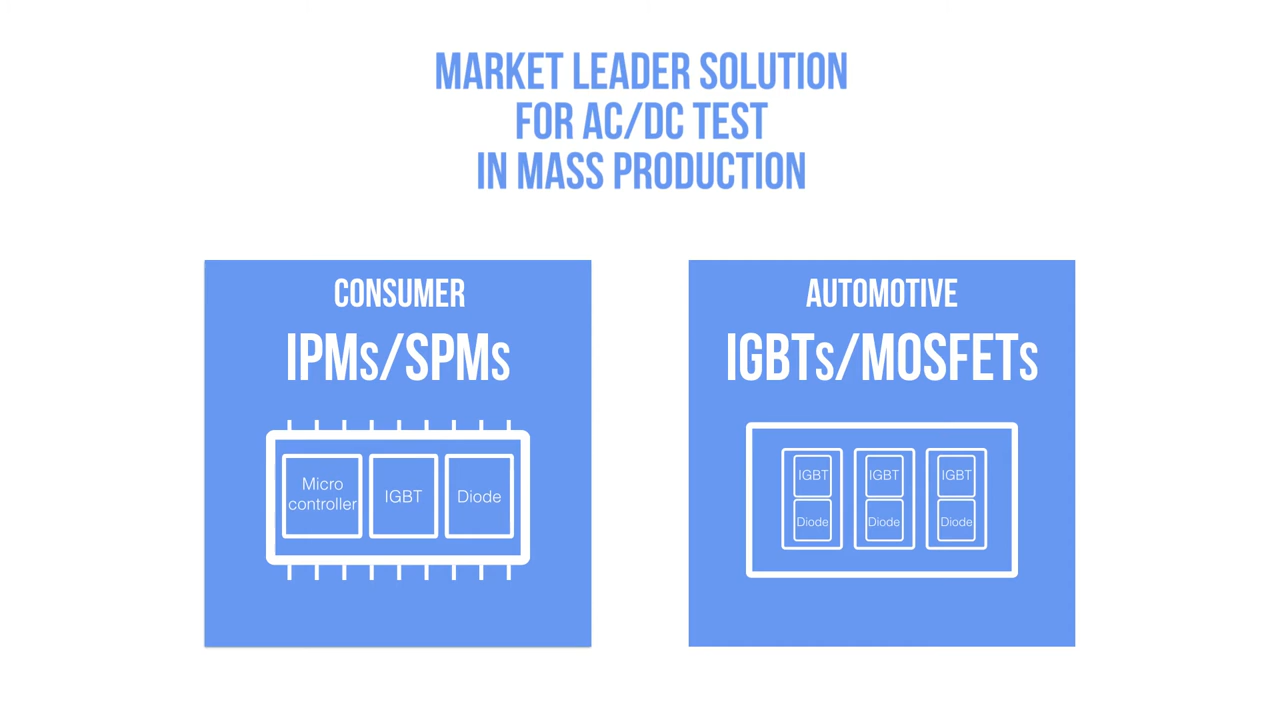 MARKET LEADER SOLUTION
FOR AC/DC TEST
IN MASS PRODUCTION
CONSUMER
IPMs/SPMs
Micro
controller
IGBT
Diode
AUTOMOTIVE
IGBTs/MOSFETs
IGBT
IGBT
IGBT
Diode
Diode
Diode